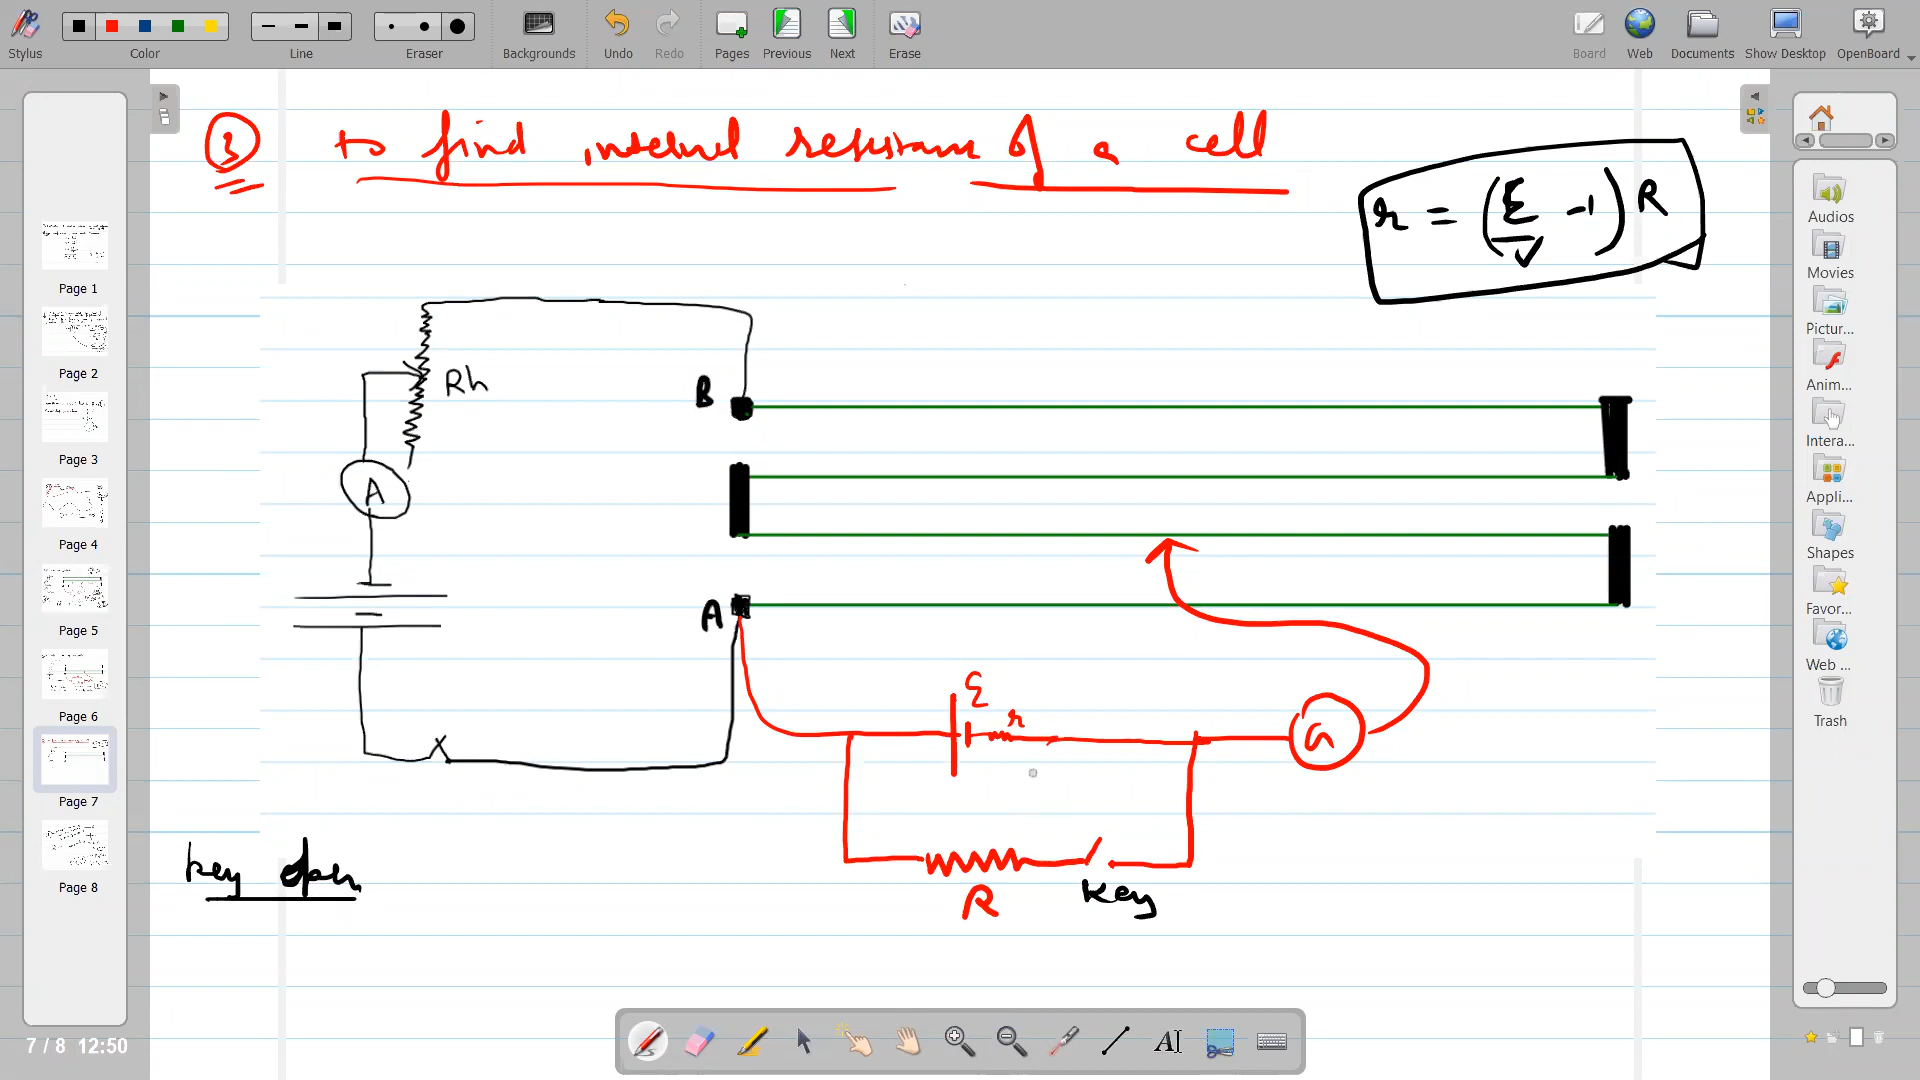 Stylus
Color
Line
Eraser
Backgrounds
Undo
Redo
Pages
Previous
Next
Erase
Board
Web
Documents
Show Desktop
OpenBoard
3 to find internal resistance of a cell
r = (ε/V -1) R
Rh
B
A
A
ε
r
G
key open
R
key
Page 1
Page 2
Page 3
Page 4
Page 5
Page 6
Page 7
Page 8
7 / 8 12:50
Audios
Movies
Pictur...
Anim...
Intera...
Appli...
Shapes
Favor...
Web ...
Trash
AI